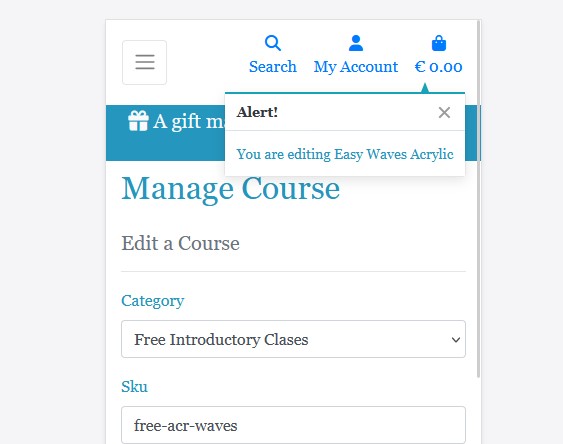 Search
My Account
€ 0.00
Alert!
A gift
You are editing Easy Waves Acrylic
Manage Course
Edit a Course
Category
Free Introductory Clases
Sku
free-acr-waves